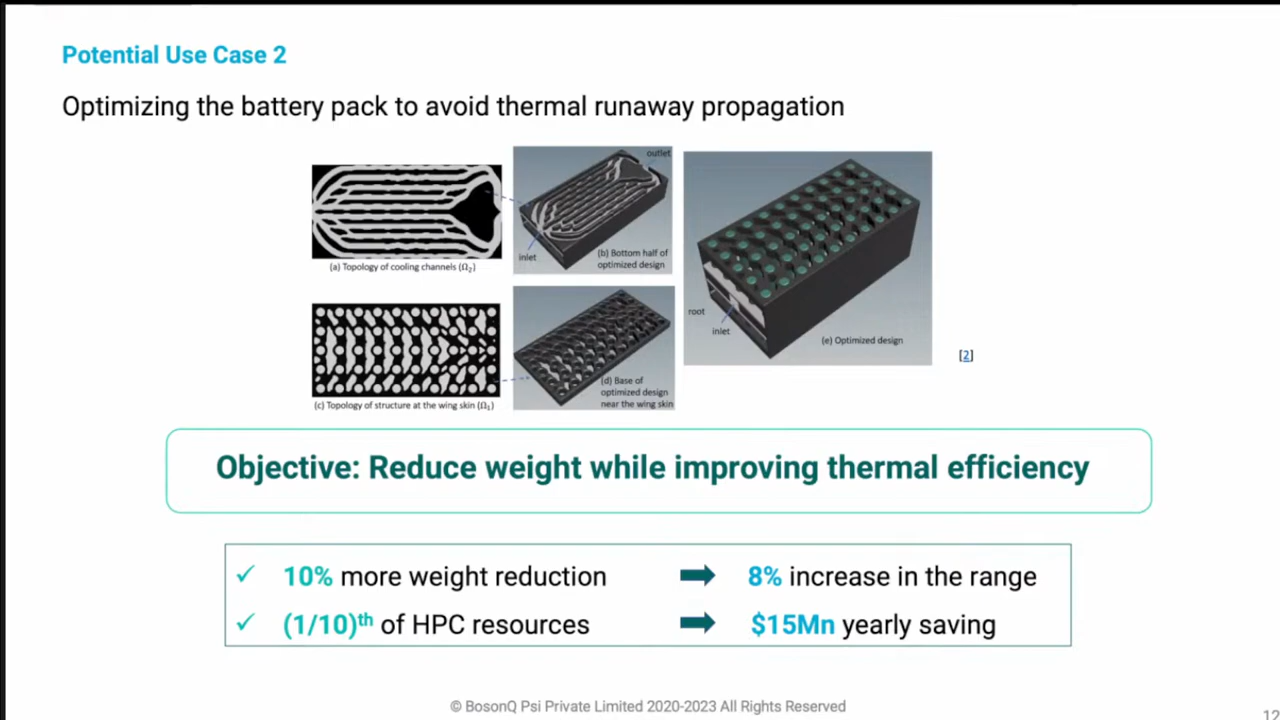 Potential Use Case 2
Optimizing the battery pack to avoid thermal runaway propagation
(a) Topology of cooling channels (Ω₂)
outlet
inlet
(b) Bottom half of
optimized design
(c) Topology of structure at the wing skin (Ω₁)
(d) Base of
optimized design
near the wing skin
root
inlet
(e) Optimized design
[2]
Objective: Reduce weight while improving thermal efficiency
✓ 10% more weight reduction ➡ 8% increase in the range
✓ (1/10)th of HPC resources ➡ $15Mn yearly saving
© BosonQ Psi Private Limited 2020-2023 All Rights Reserved
12